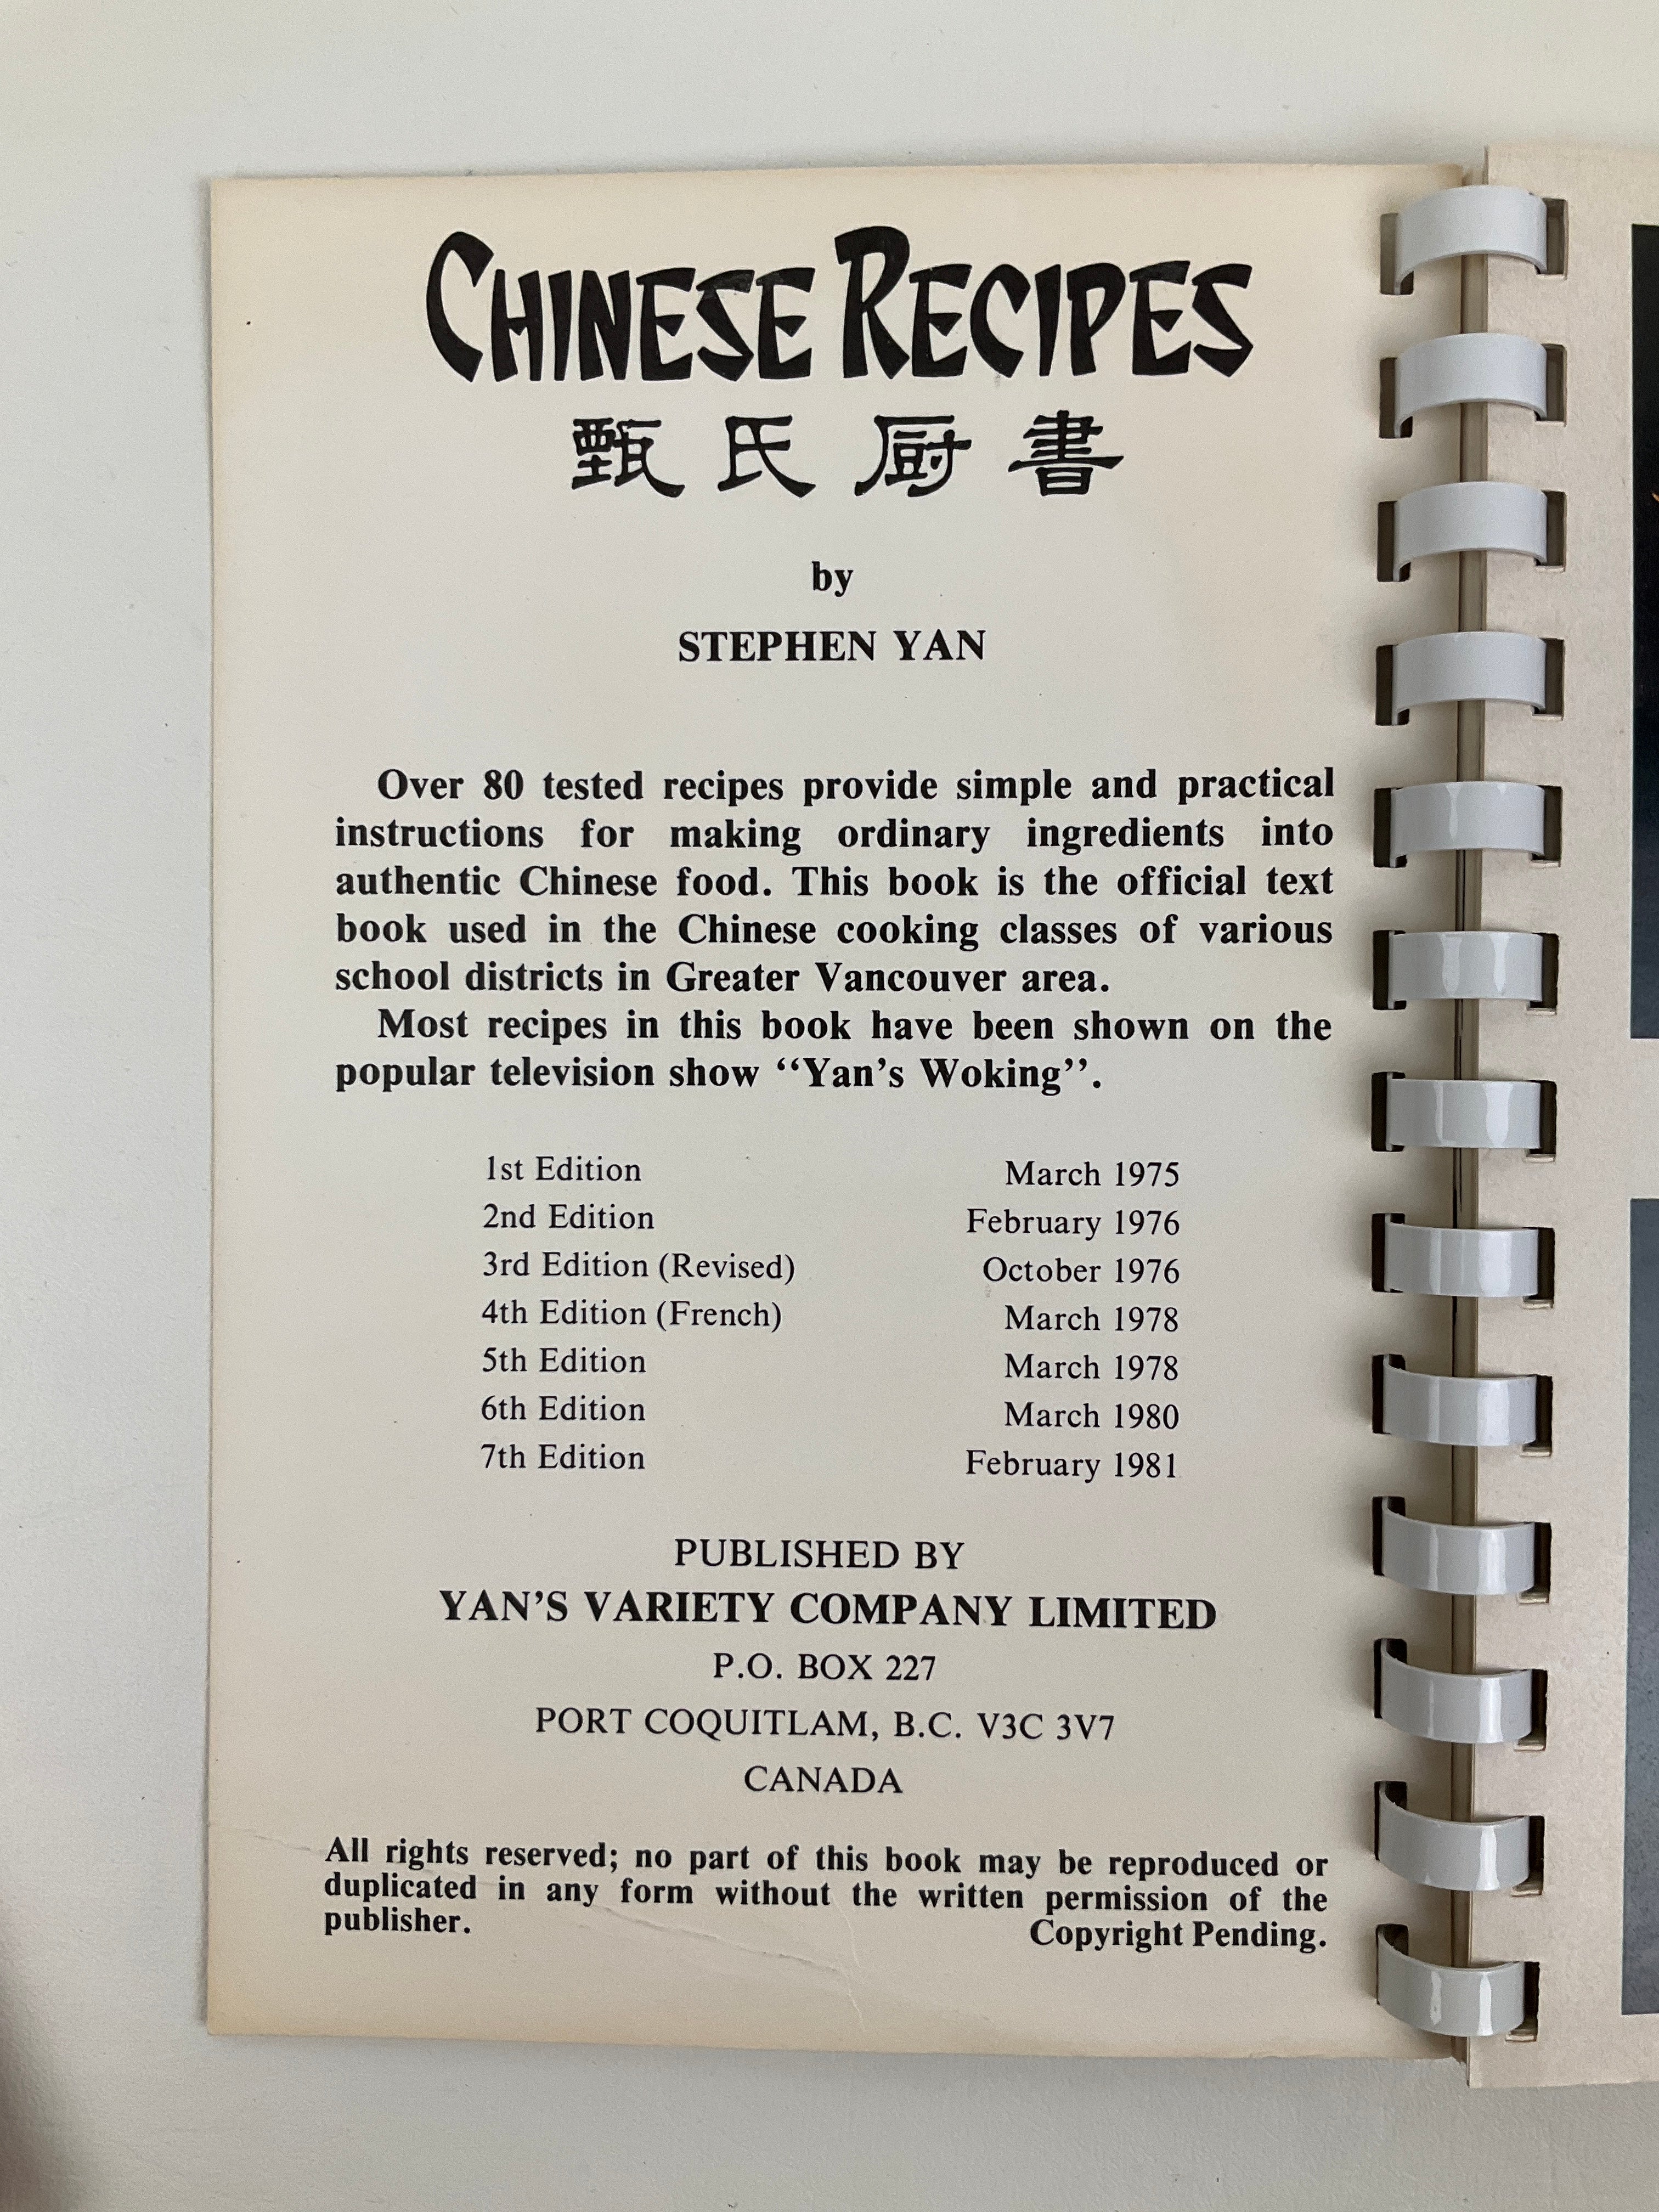 CHINESE RECIPES
甄氏厨書
by
STEPHEN YAN
Over 80 tested recipes provide simple and practical
instructions for making ordinary ingredients into
authentic Chinese food. This book is the official text
book used in the Chinese cooking classes of various
school districts in Greater Vancouver area.
Most recipes in this book have been shown on the
popular television show “Yan’s Woking”.
1st Edition March 1975
2nd Edition February 1976
3rd Edition (Revised) October 1976
4th Edition (French) March 1978
5th Edition March 1978
6th Edition March 1980
7th Edition February 1981
PUBLISHED BY
YAN’S VARIETY COMPANY LIMITED
P.O. BOX 227
PORT COQUITLAM, B.C. V3C 3V7
CANADA
All rights reserved; no part of this book may be reproduced or
duplicated in any form without the written permission of the
publisher. Copyright Pending.